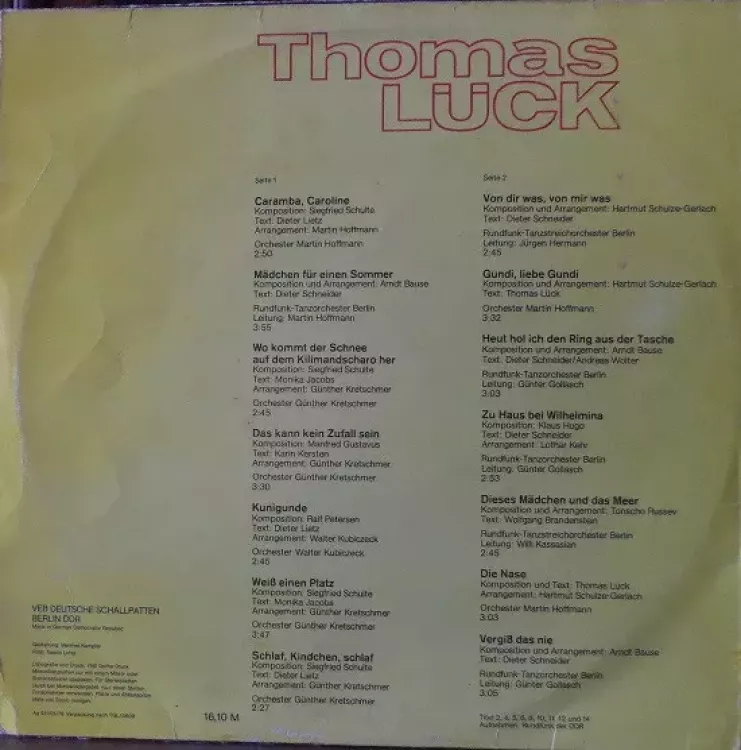 Thomas
LÜCK
Seite 1
Caramba, Caroline
Komposition: Siegfried Schulte
Text: Dieter Lietz
Arrangement: Martin Hoffmann
Orchester Martin Hoffmann
2:50
Mädchen für einen Sommer
Komposition und Arrangement: Arndt Bause
Text: Dieter Schneider
Rundfunk-Tanzorchester Berlin
Leitung: Martin Hoffmann
3:55
Wo kommt der Schnee
auf dem Kilimandscharo her
Komposition: Siegfried Schulte
Text: Monika Jacobs
Arrangement: Günther Kretschmer
Orchester Günther Kretschmer
2:45
Das kann kein Zufall sein
Komposition: Manfred Gustavus
Text: Karin Kersten
Arrangement: Günther Kretschmer
Orchester Günther Kretschmer
3:30
Kunigunde
Komposition: Ralf Petersen
Text: Dieter Lietz
Arrangement: Walter Kubiczeck
Orchester Walter Kubiczeck
2:45
Weiß einen Platz
Komposition: Siegfried Schulte
Text: Monika Jacobs
Arrangement: Günther Kretschmer
Orchester Günther Kretschmer
3:47
Schlaf, Kindchen, schlaf
Komposition: Siegfried Schulte
Text: Dieter Lietz
Arrangement: Günther Kretschmer
Orchester Günther Kretschmer
2:27
Seite 2
Von dir was, von mir was
Komposition und Arrangement: Hartmut Schulze-Gerlach
Text: Dieter Schneider
Rundfunk-Tanzstreichorchester Berlin
Leitung: Jürgen Hermann
2:45
Gundi, liebe Gundi
Komposition und Arrangement: Hartmut Schulze-Gerlach
Text: Thomas Lück
Orchester Martin Hoffmann
3:32
Heut hol ich den Ring aus der Tasche
Komposition und Arrangement: Arndt Bause
Text: Dieter Schneider/Andreas Wolter
Rundfunk-Tanzorchester Berlin
Leitung: Günter Gollasch
3:03
Zu Haus bei Wilhelmina
Komposition: Klaus Hugo
Text: Dieter Schneider
Arrangement: Lothar Kehr
Rundfunk-Tanzorchester Berlin
Leitung: Günter Gollasch
2:53
Dieses Mädchen und das Meer
Komposition und Arrangement: Tontscho Russev
Text: Wolfgang Brandenstein
Rundfunk-Tanzstreichorchester Berlin
Leitung: Willi Kassasian
2:45
Die Nase
Komposition und Text: Thomas Lück
Arrangement: Hartmut Schulze-Gerlach
Orchester Martin Hoffmann
3:03
Vergiß das nie
Komposition und Arrangement: Arndt Bause
Text: Dieter Schneider
Rundfunk-Tanzorchester Berlin
Leitung: Günter Gollasch
3:05
VEB DEUTSCHE SCHALLPLATTEN
BERLIN DDR
Made in German Democratic Republic
16,10 M
Aufnahmen: Rundfunk der DDR